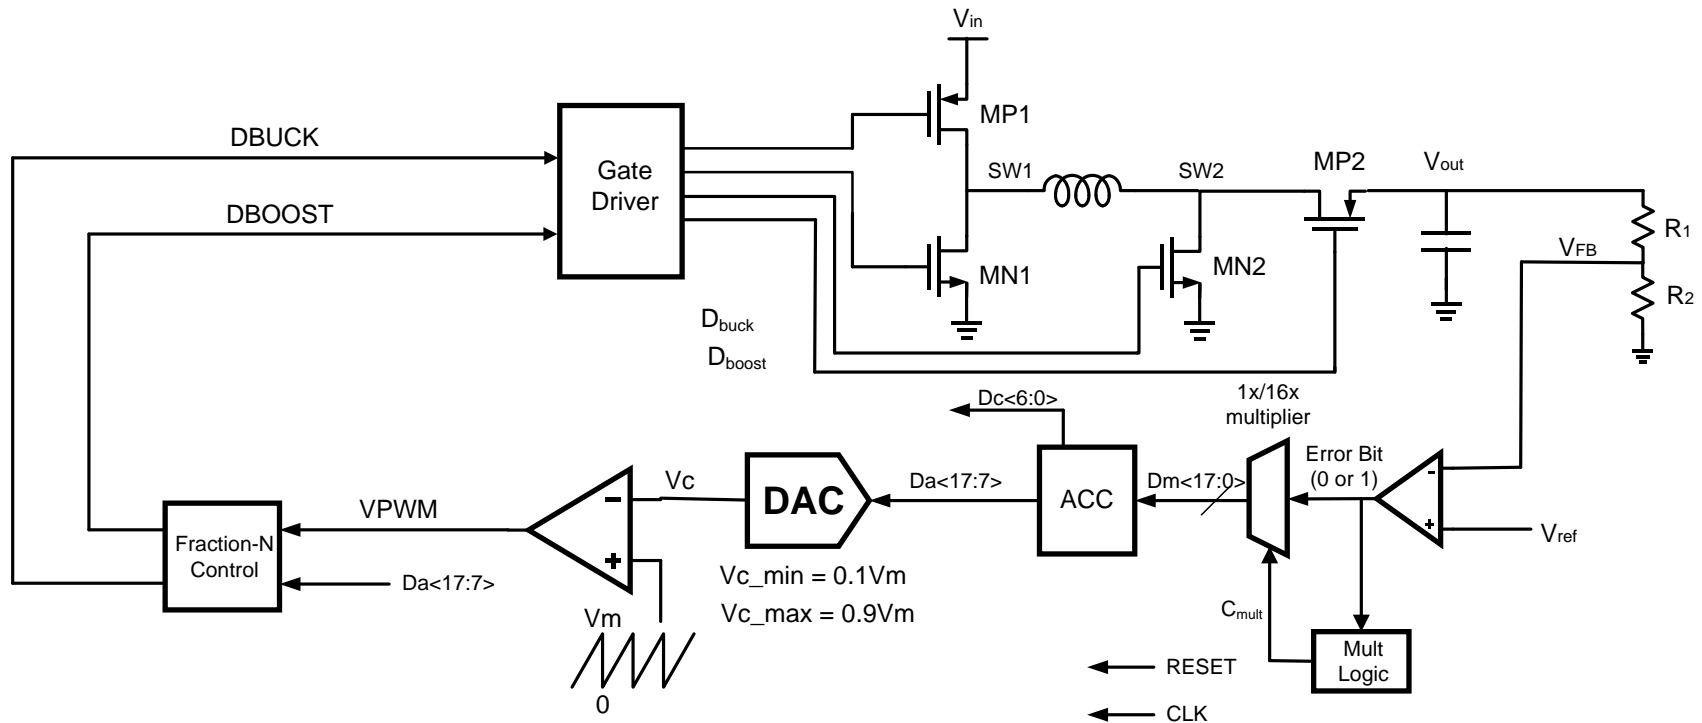 Vin
MP1
DBUCK
Gate
Driver
SW1
SW2
MP2
Vout
DBOOST
R1
VFB
MN1
MN2
R2
Dbuck
Dboost
1x/16x
multiplier
Dc<6:0>
Error Bit
(0 or 1)
Vc
DAC
Da<17:7>
ACC
Dm<17:0>
-
+
Vref
VPWM
-
+
Fraction-N
Control
Da<17:7>
Vc_min = 0.1Vm
Vc_max = 0.9Vm
Vm
0
Cmult
Mult
Logic
RESET
CLK